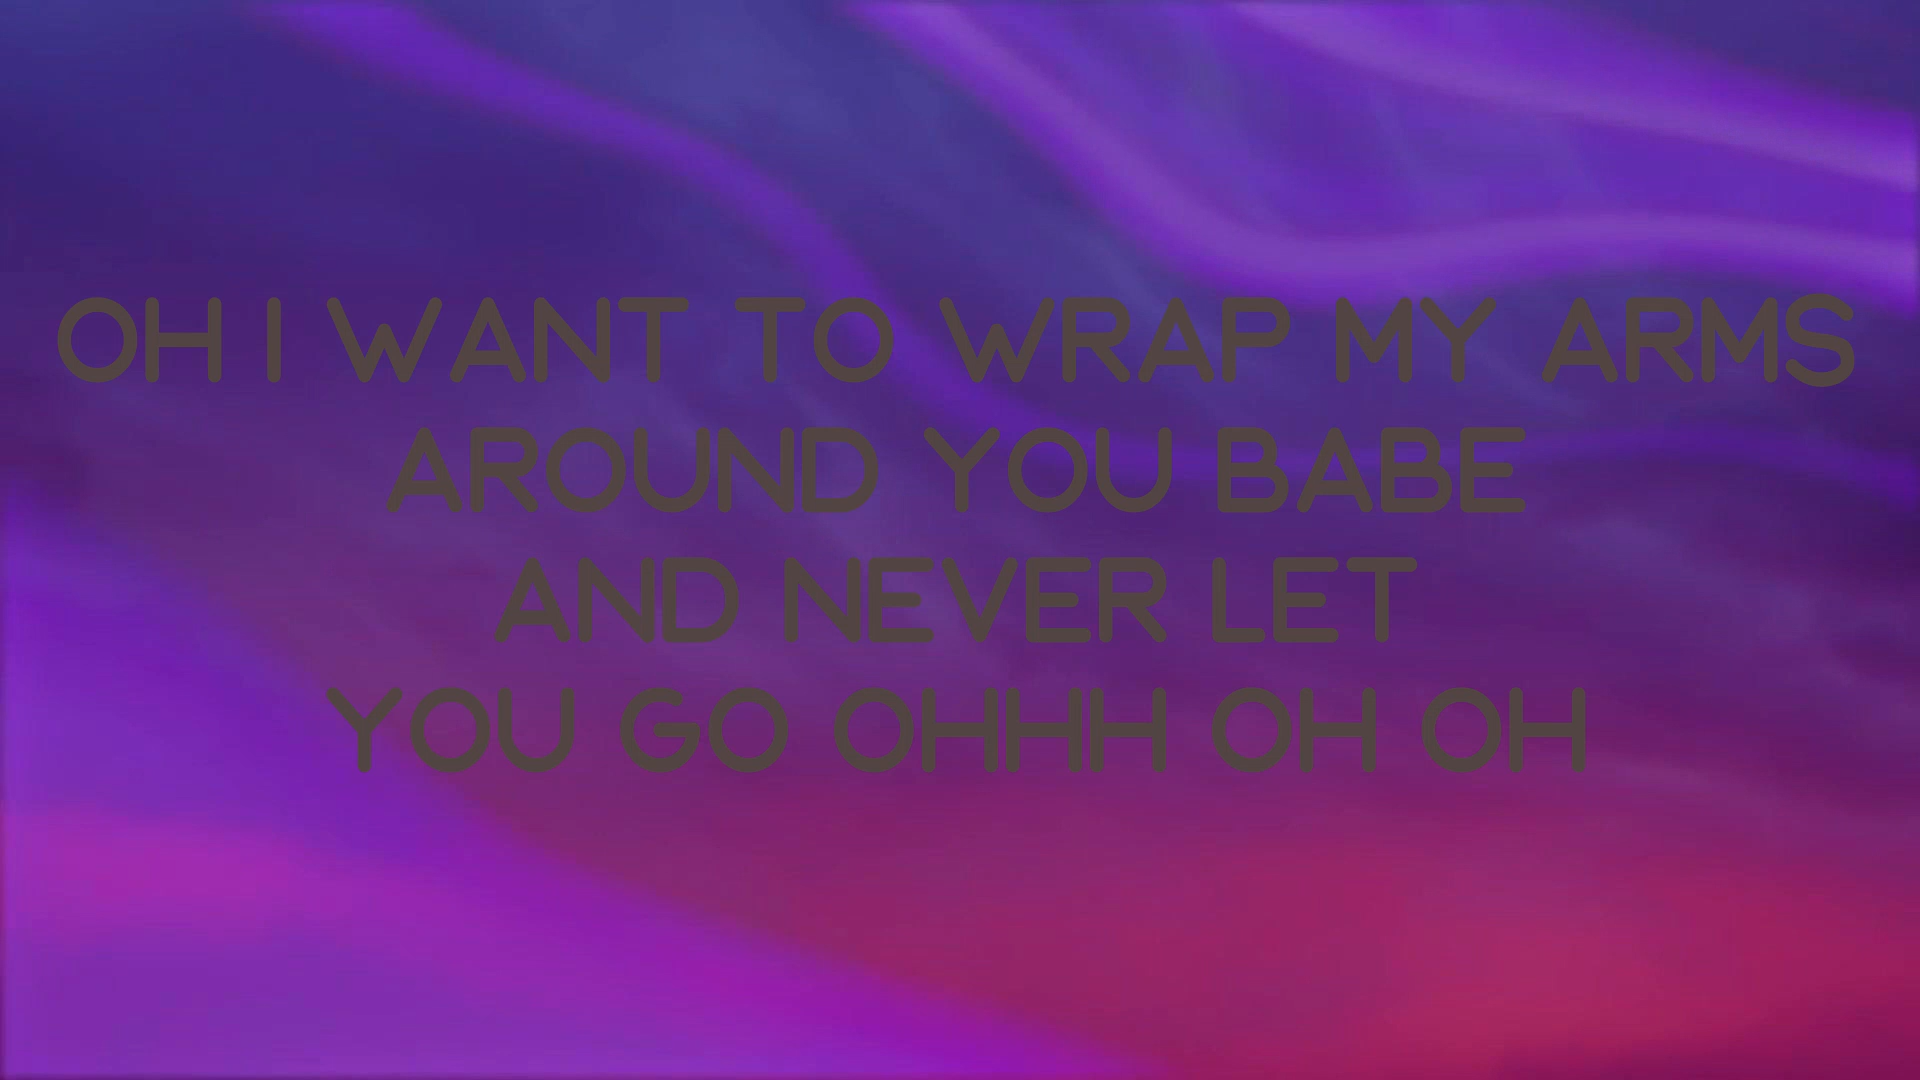 OH I WANT TO WRAP MY ARMS
AROUND YOU BABE
AND NEVER LET
YOU GO OHHH OH OH